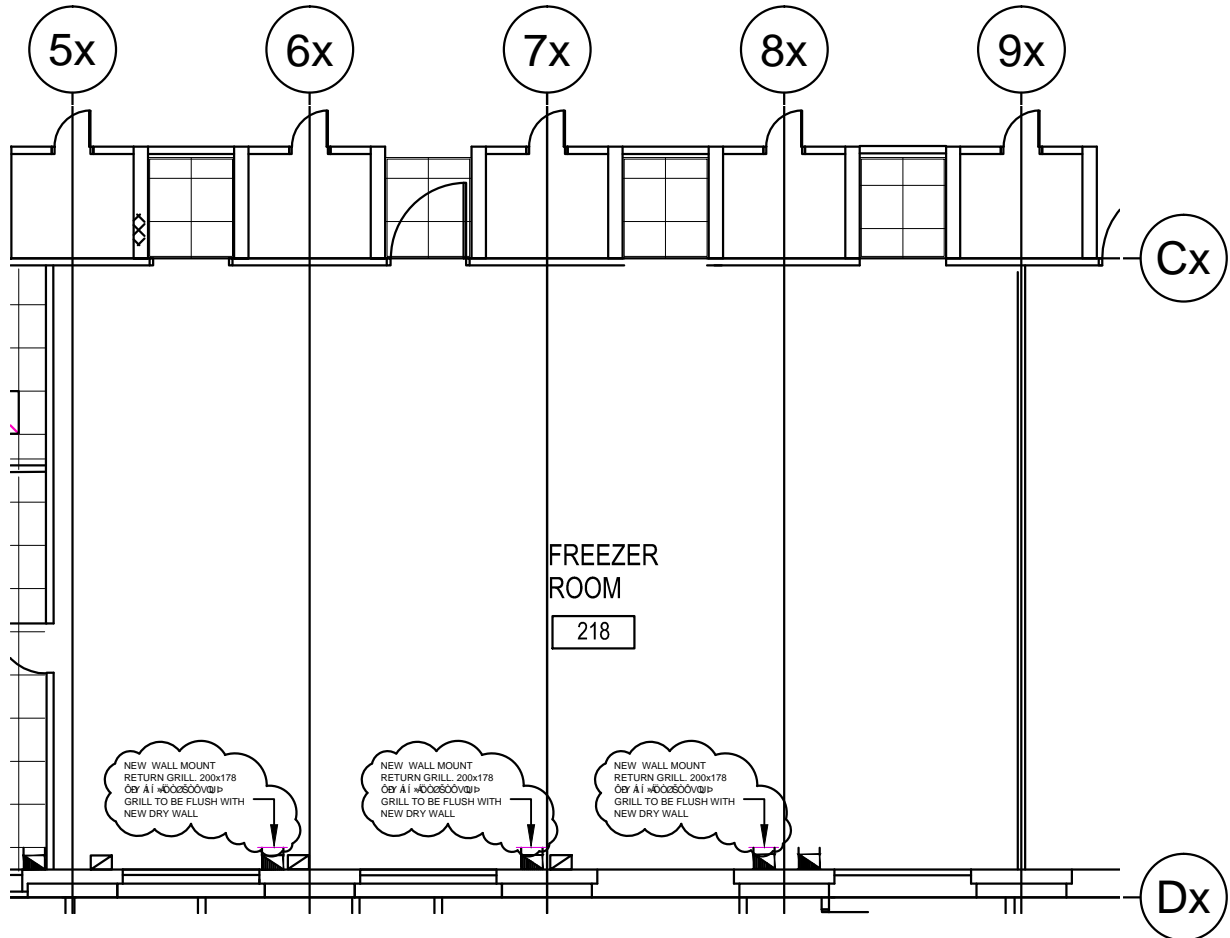 5x
6x
7x
8x
9x
Cx
FREEZER
ROOM
218
NEW WALL MOUNT
RETURN GRILL. 200x178
GRILL TO BE FLUSH WITH
NEW DRY WALL
NEW WALL MOUNT
RETURN GRILL. 200x178
GRILL TO BE FLUSH WITH
NEW DRY WALL
NEW WALL MOUNT
RETURN GRILL. 200x178
GRILL TO BE FLUSH WITH
NEW DRY WALL
Dx